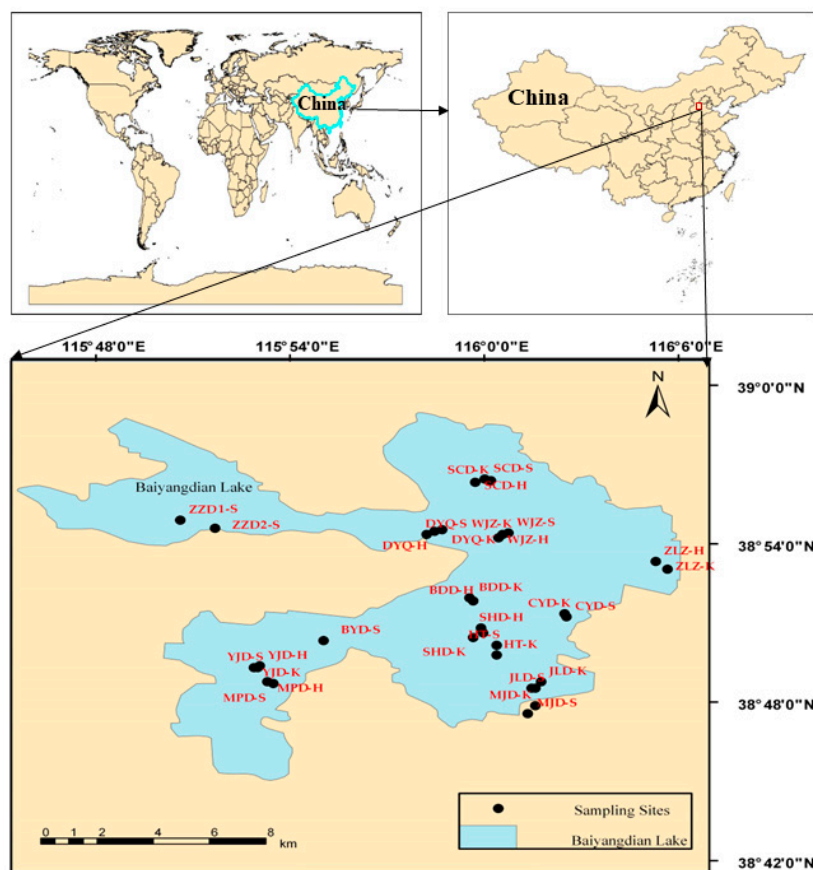 China
China
115°48'0"E
115°54'0"E
116°0'0"E
116°6'0"E
N
39°0'0"N
SCD-K
SCD-S
SCD-H
Baiyangdian Lake
ZZD1-S
ZZD2-S
DYQ-S
WJZ-K
WJZ-S
DYQ-H
DYQ-K
WJZ-H
38°54'0"N
ZLZ-H
ZLZ-K
BDD-H
BDD-K
CYD-K
CYD-S
SHD-H
BYD-S
HT-S
HT-K
SHD-K
YJD-S
YJD-H
YJD-K
JLD-S
JLD-K
MPD-S
MPD-H
MJD-K
MJD-S
38°48'0"N
Sampling Sites
Baiyangdian Lake
0 1 2 4 6 8
km
38°42'0"N